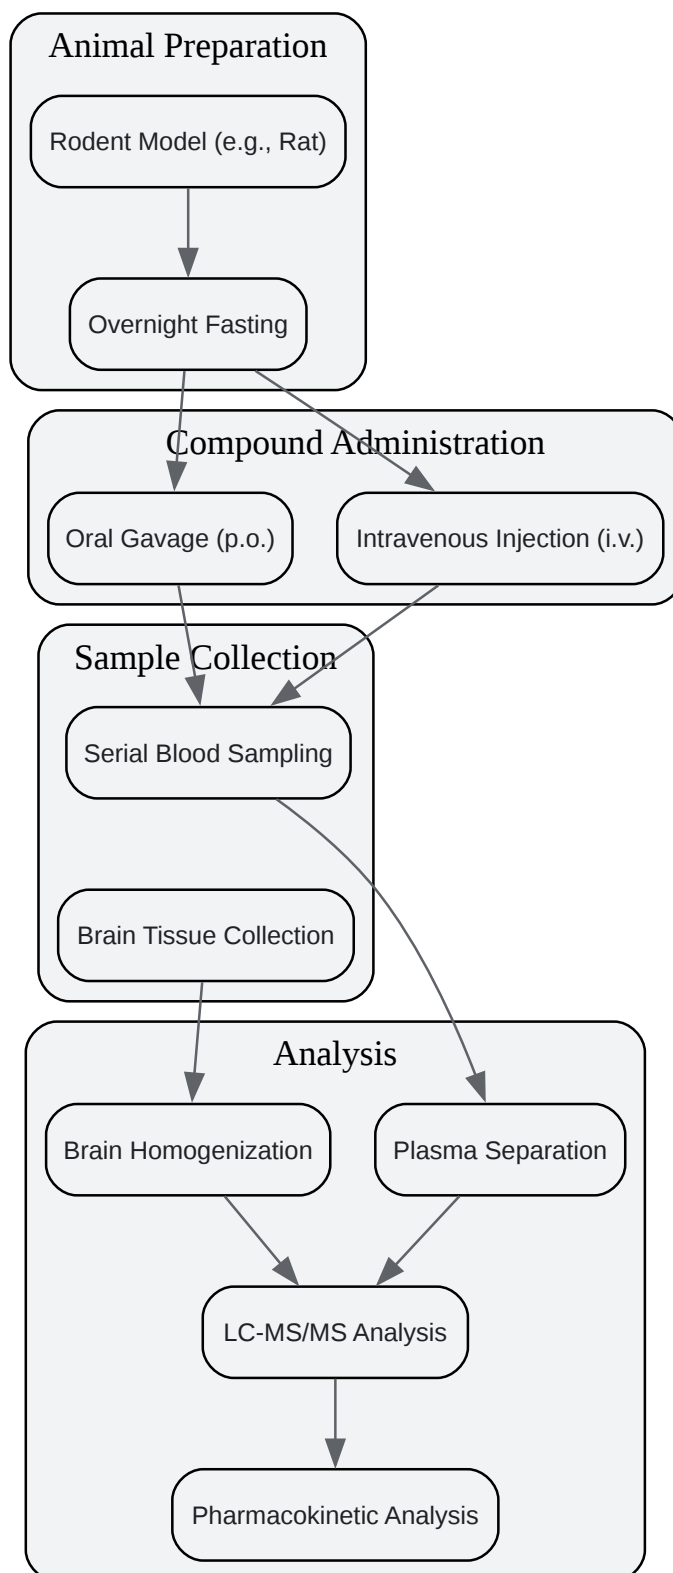 Animal Preparation
Rodent Model (e.g., Rat)
Overnight Fasting
Compound Administration
Oral Gavage (p.o.)
Intravenous Injection (i.v.)
Sample Collection
Serial Blood Sampling
Brain Tissue Collection
Analysis
Brain Homogenization
Plasma Separation
LC-MS/MS Analysis
Pharmacokinetic Analysis